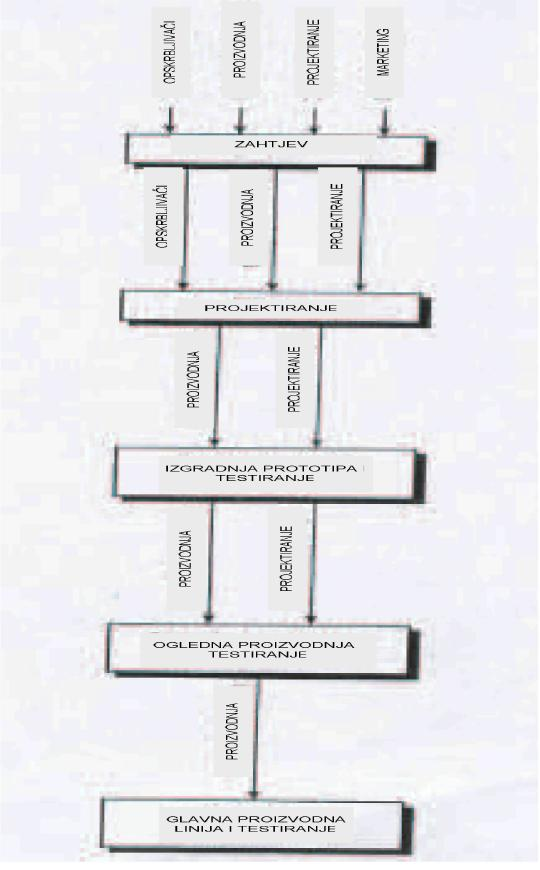 OPSKRBLJIVAČI
PROIZVODNJA
PROJEKTIRANJE
MARKETING
ZAHTJEV
OPSKRBLJIVAČI
PROIZVODNJA
PROJEKTIRANJE
PROJEKTIRANJE
PROIZVODNJA
PROJEKTIRANJE
IZGRADNJA PROTOTIPA I
TESTIRANJE
PROIZVODNJA
PROJEKTIRANJE
OGLEDNA PROIZVODNJA
TESTIRANJE
PROIZVODNJA
GLAVNA PROIZVODNA
LINIJA I TESTIRANJE